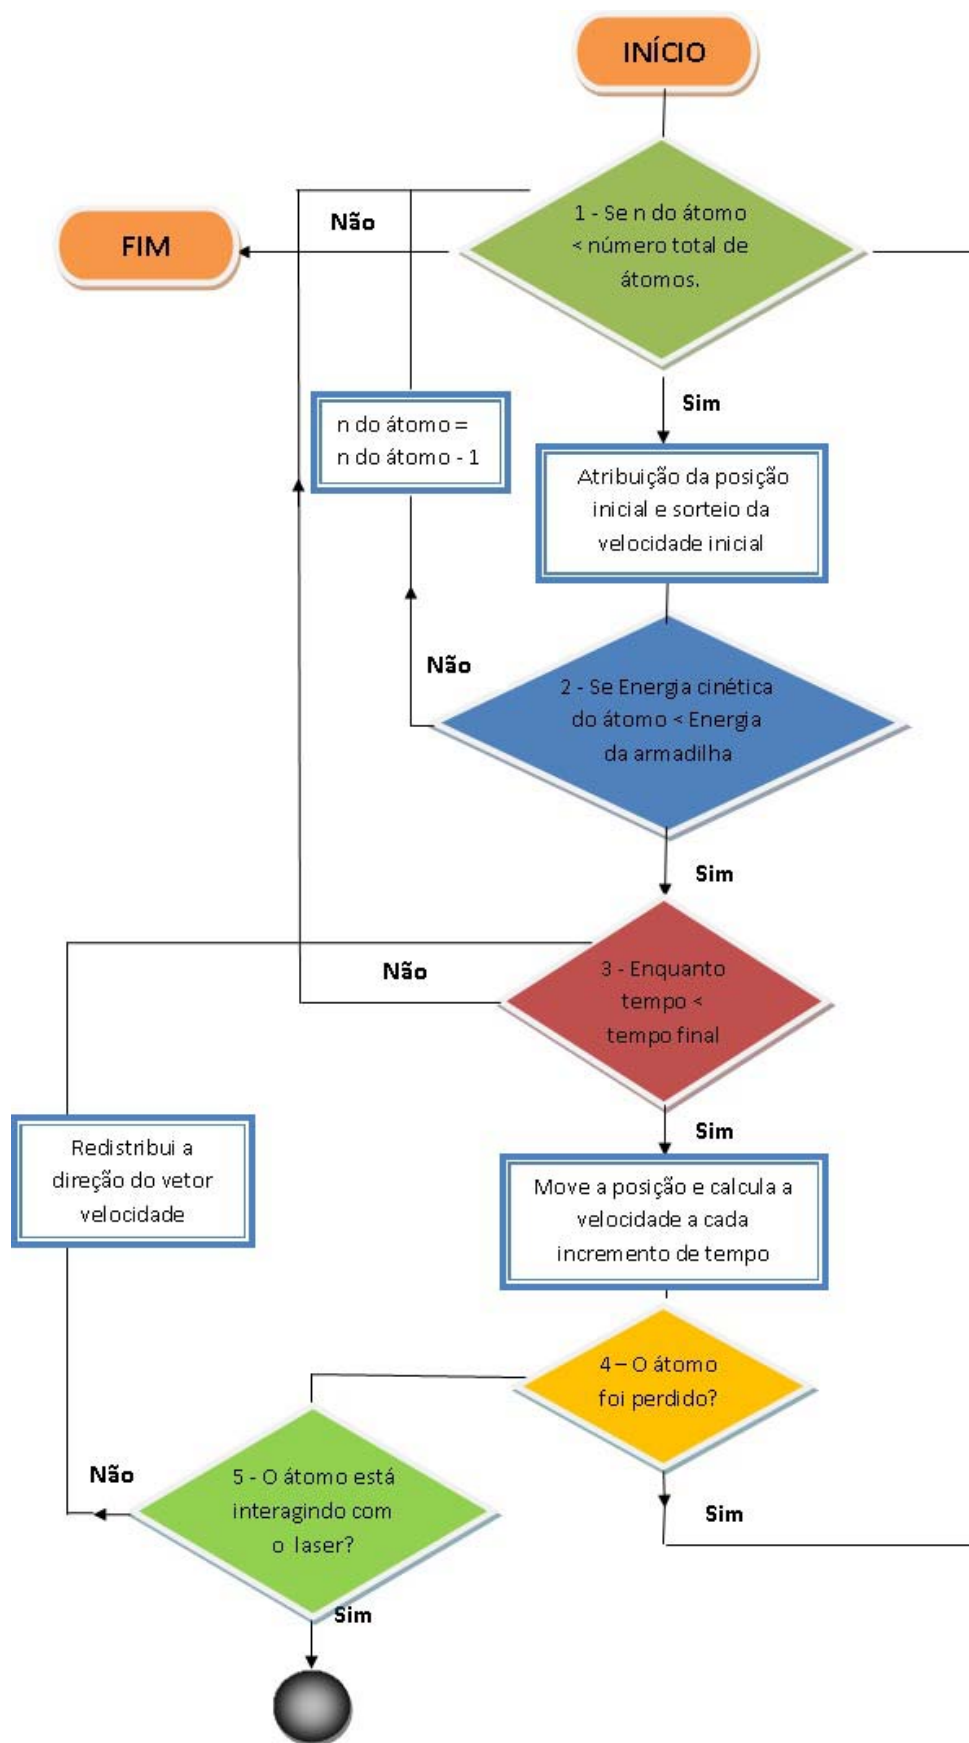 INÍCIO
1 - Se n do átomo
< número total de
átomos.
Não
FIM
Sim
n do átomo =
n do átomo - 1
Atribuição da posição
inicial e sorteio da
velocidade inicial
Não
2 - Se Energia cinética
do átomo < Energia
da armadilha
Sim
Não
3 - Enquanto
tempo <
tempo final
Sim
Redistribui a
direção do vetor
velocidade
Move a posição e calcula a
velocidade a cada
incremento de tempo
4 – O átomo
foi perdido?
Não
5 - O átomo está
interagindo com
o laser?
Sim
Sim